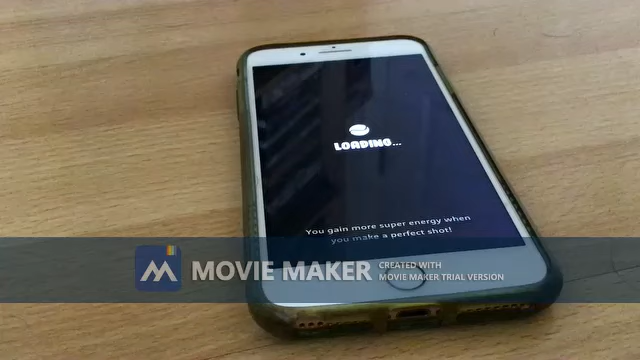 LOADING...
You gain more super energy when
you make a perfect shot!
MOVIE MAKER
CREATED WITH
MOVIE MAKER TRIAL VERSION